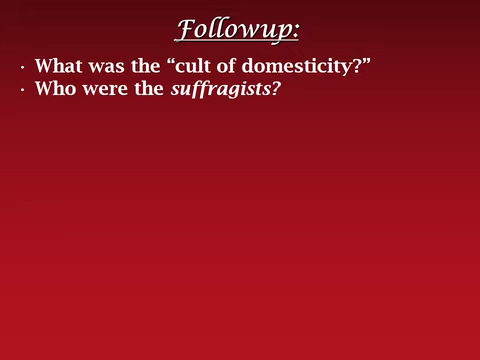 Followup:
· What was the “cult of domesticity?”
· Who were the suffragists?